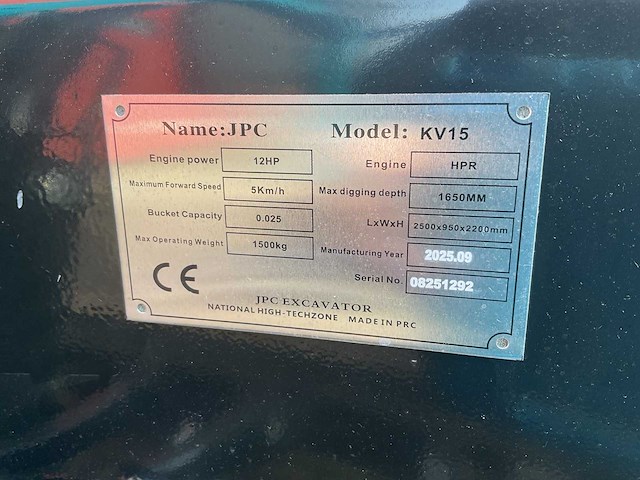 Name:JPC Model: KV15
Engine power 12HP Engine HPR
Maximum Forward Speed 5Km/h Max digging depth 1650MM
Bucket Capacity 0.025 LxWxH 2500x950x2200mm
Max Operating Weight 1500kg Manufacturing Year 2025.09
Serial No. 08251292
CE
JPC EXCAVATOR
NATIONAL HIGH-TECHZONE MADE IN PRC